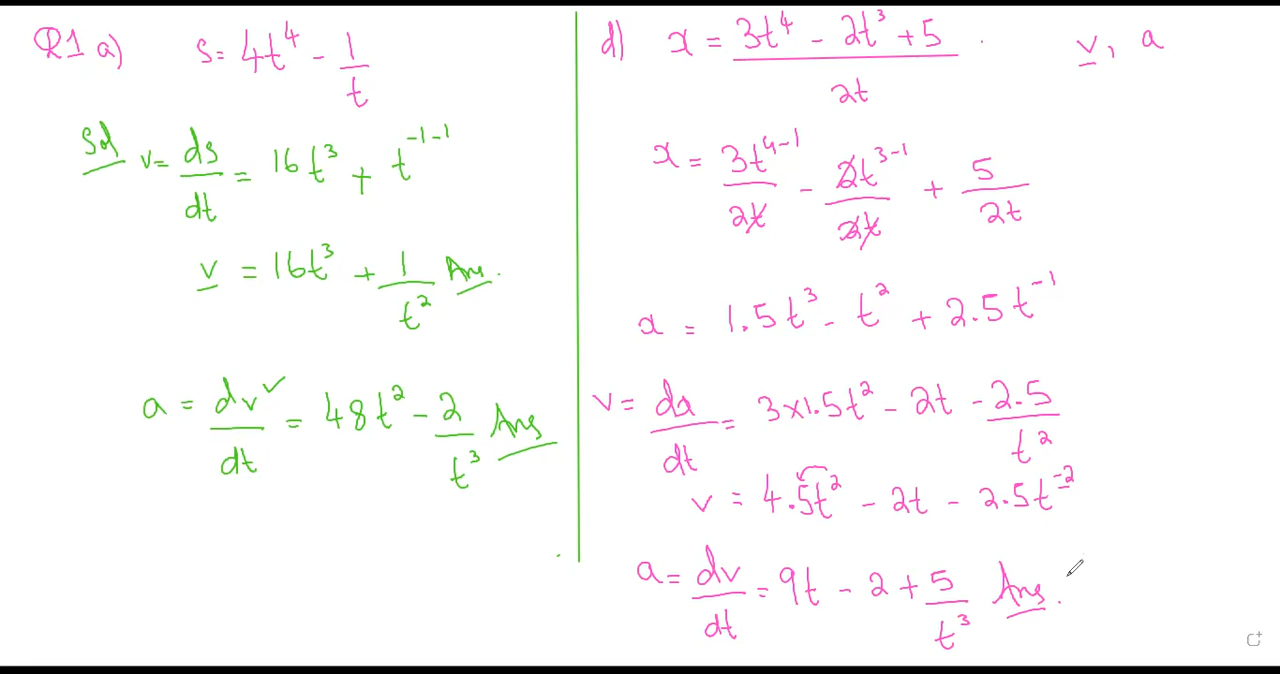 Q1 a) s = 4t⁴ - 1/t
Sol v = ds/dt = 16t³ + t⁻¹⁻¹
v = 16t³ + 1/t² Ans.
a = dv/dt ✓ = 48t² - 2/t³ Ans
d) x = (3t⁴ - 2t³ + 5)/2t . v, a
x = 3t⁴⁻¹/2t - 2t³⁻¹/2t + 5/2t
x = 1.5t³ - t² + 2.5t⁻¹
v = dx/dt = 3×1.5t² - 2t - 2.5/t²
v = 4.5t² - 2t - 2.5t⁻²
a = dv/dt = 9t - 2 + 5/t³ Ans.